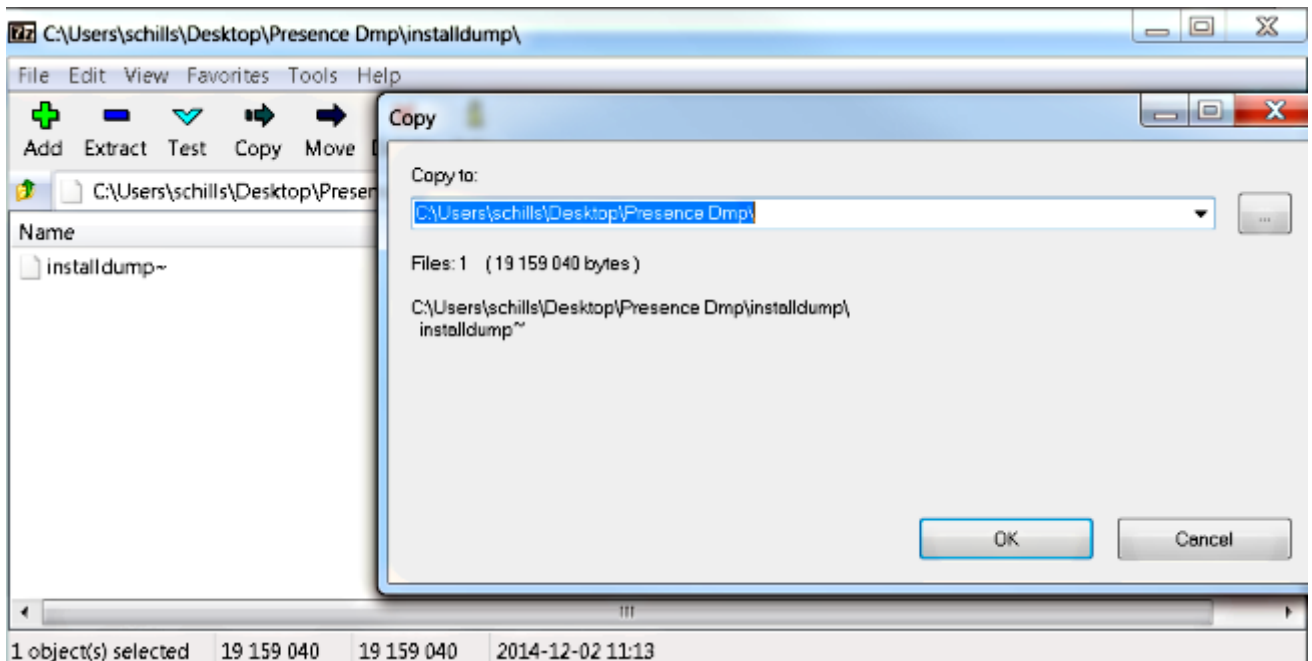 C:\Users\schills\Desktop\Presence Dmp\installdump\
File Edit View Favorites Tools Help
Add Extract Test Copy Move
C:\Users\schills\Desktop\Presen
Name
installdump~
Copy
Copy to:
C:\Users\schills\Desktop\Presence Dmp\
...
Files: 1 ( 19 159 040 bytes )
C:\Users\schills\Desktop\Presence Dmp\installdump\
installdump~
OK Cancel
1 object(s) selected 19 159 040 19 159 040 2014-12-02 11:13